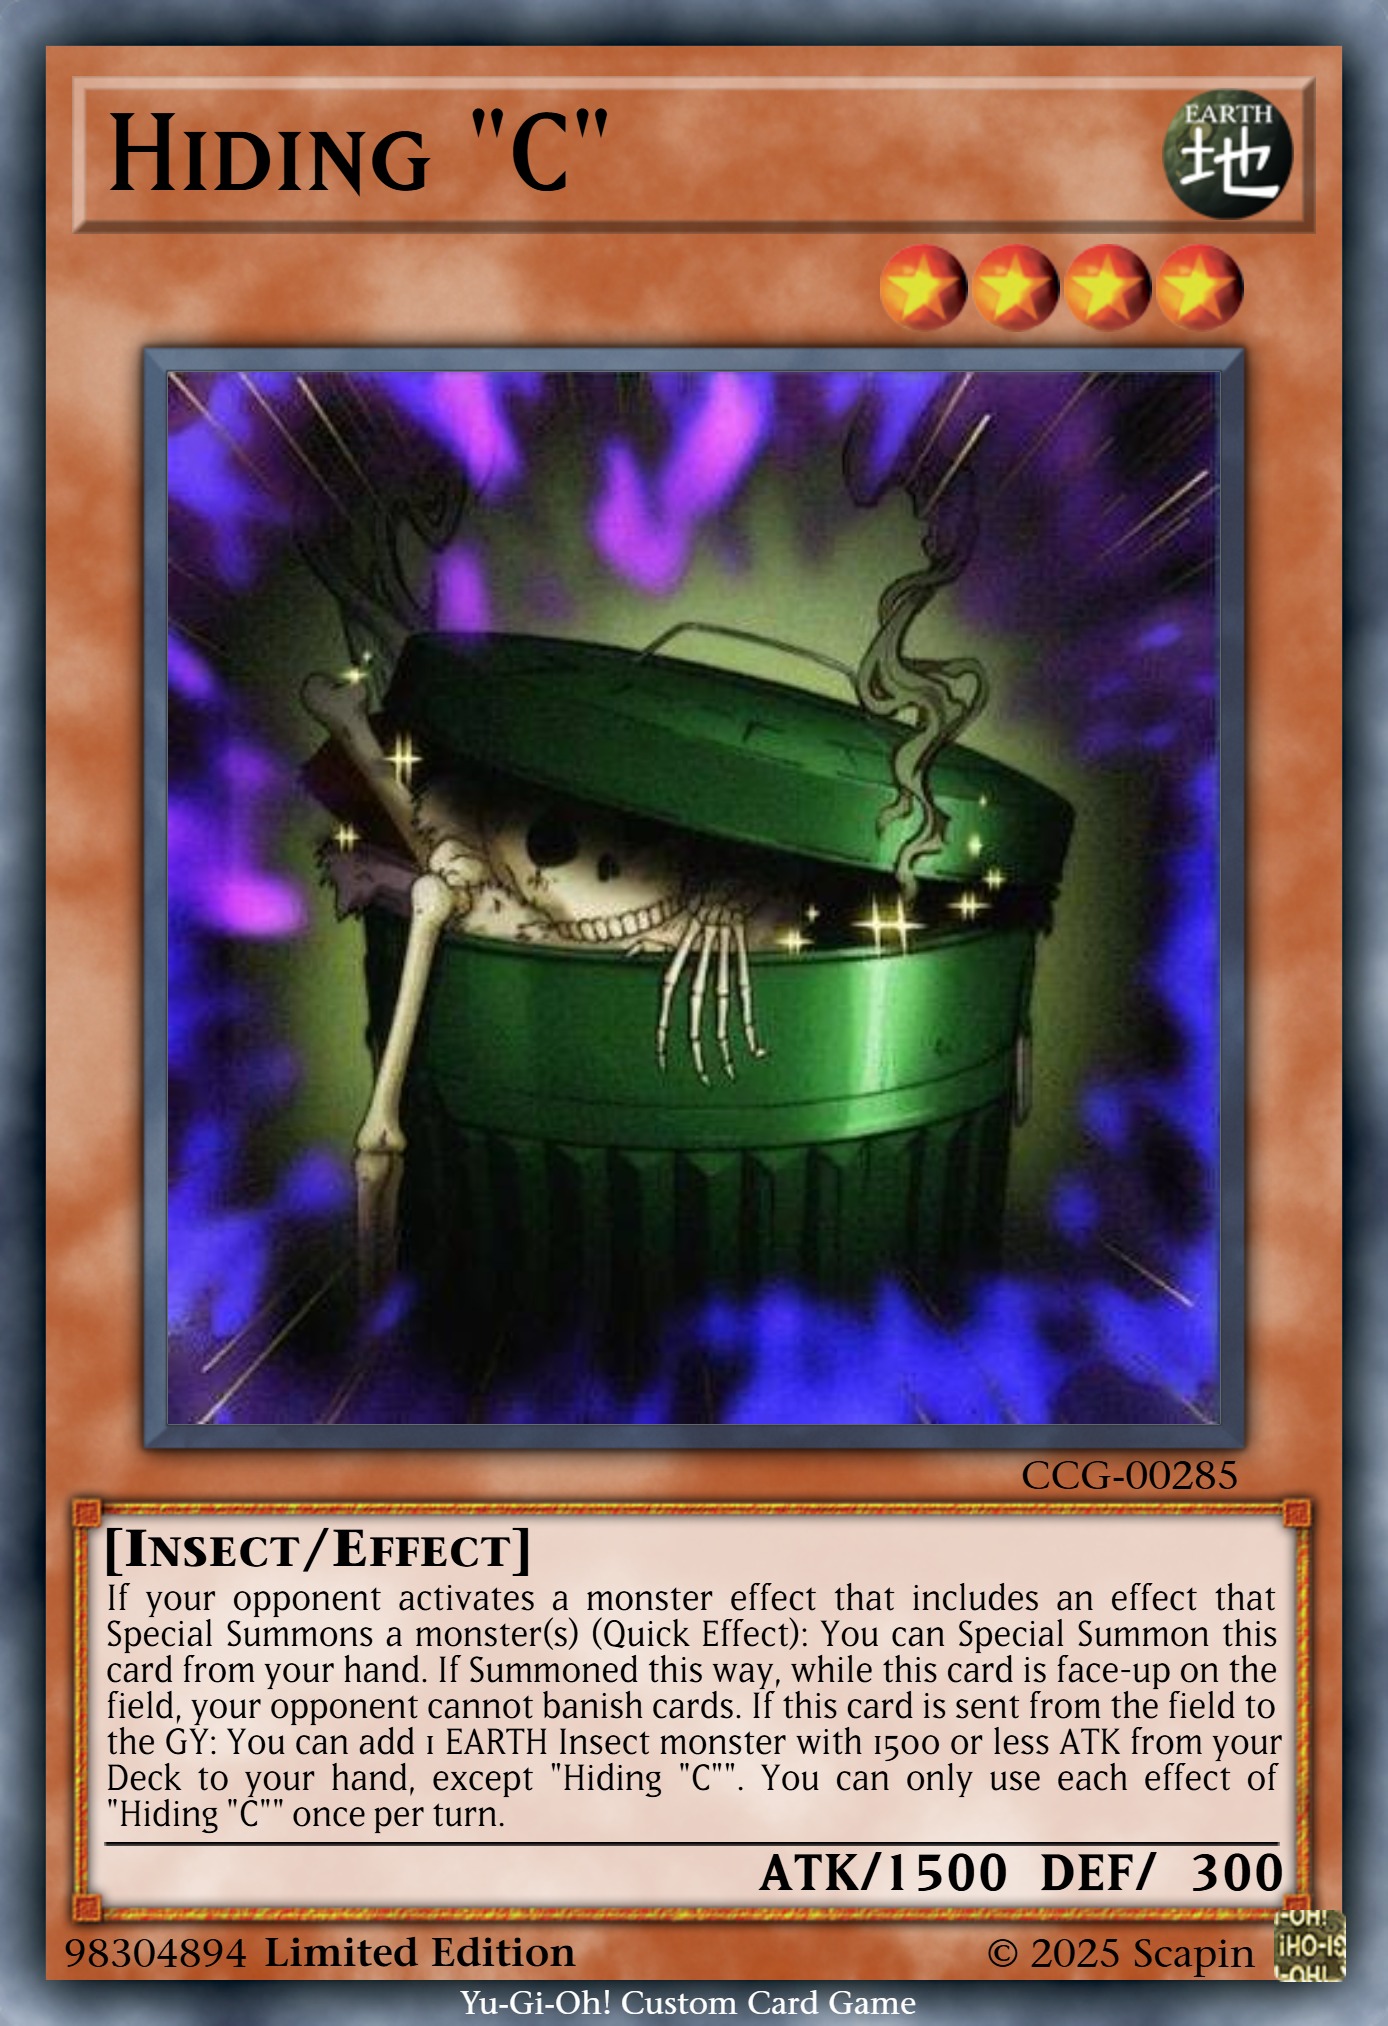 Hiding "C"
EARTH
地
CCG-00285
[Insect/Effect]
If your opponent activates a monster effect that includes an effect that
Special Summons a monster(s) (Quick Effect): You can Special Summon this
card from your hand. If Summoned this way, while this card is face-up on the
field, your opponent cannot banish cards. If this card is sent from the field to
the GY: You can add 1 EARTH Insect monster with 1500 or less ATK from your
Deck to your hand, except "Hiding "C"". You can only use each effect of
"Hiding "C"" once per turn.
ATK/1500 DEF/ 300
98304894 Limited Edition
© 2025 Scapin
Yu-Gi-Oh! Custom Card Game